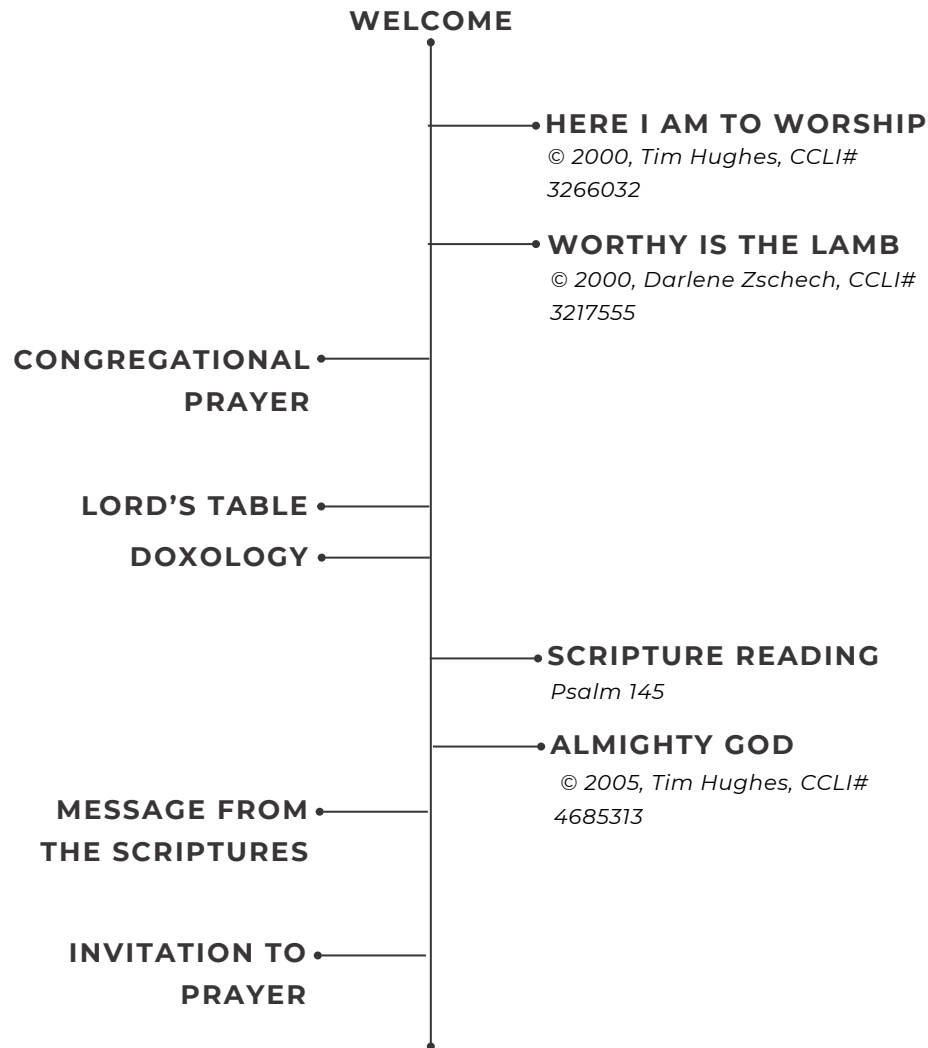 WELCOME
HERE I AM TO WORSHIP
© 2000, Tim Hughes, CCLI#
3266032
WORTHY IS THE LAMB
© 2000, Darlene Zschech, CCLI#
3217555
CONGREGATIONAL
PRAYER
LORD’S TABLE
DOXOLOGY
SCRIPTURE READING
Psalm 145
ALMIGHTY GOD
© 2005, Tim Hughes, CCLI#
4685313
MESSAGE FROM
THE SCRIPTURES
INVITATION TO
PRAYER